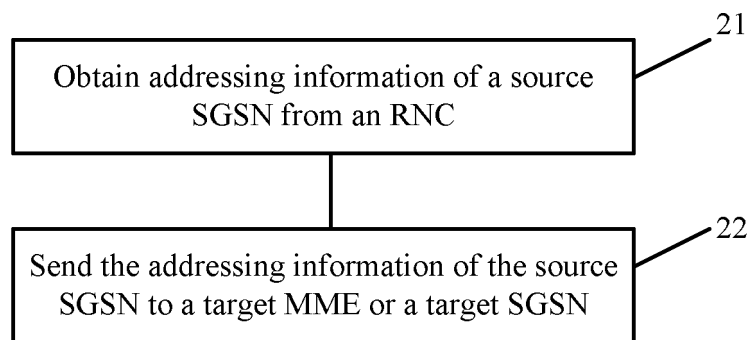 21
Obtain addressing information of a source
SGSN from an RNC
22
Send the addressing information of the source
SGSN to a target MME or a target SGSN